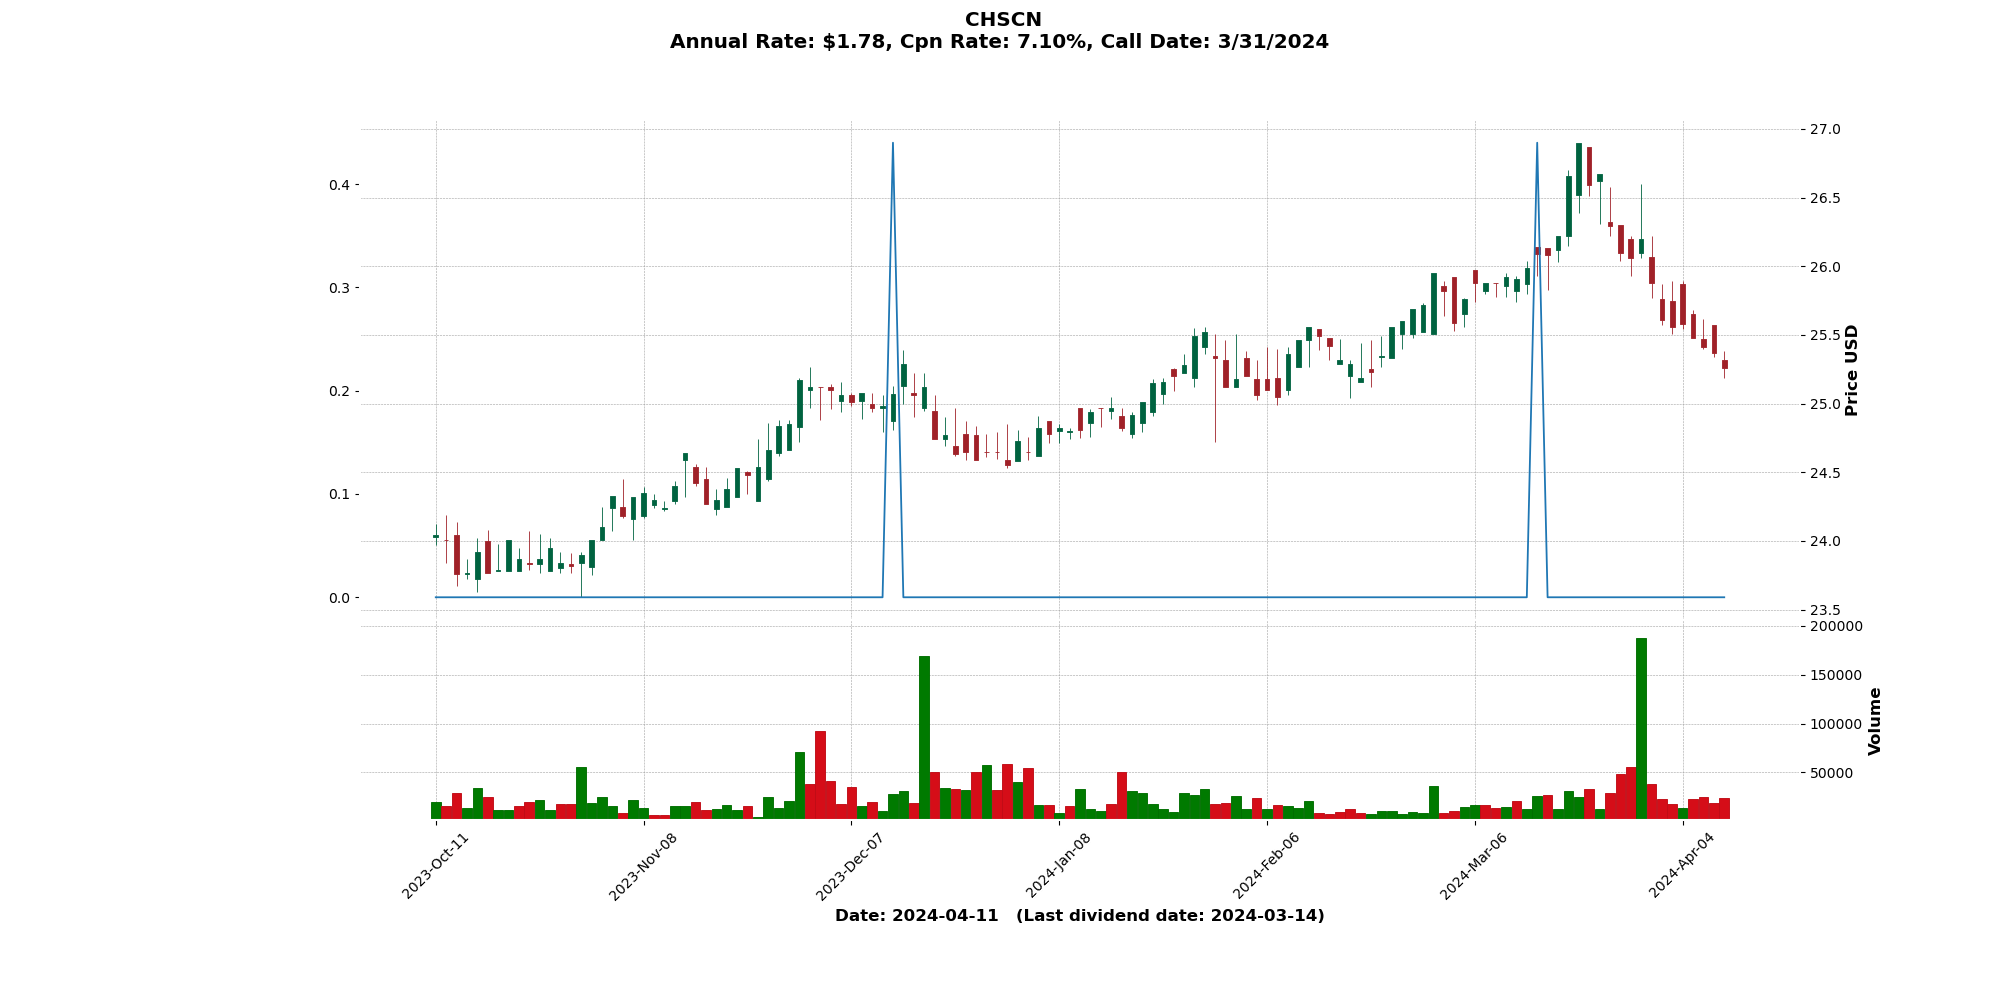 CHSCN
Annual Rate: $1.78, Cpn Rate: 7.10%, Call Date: 3/31/2024
0.4
0.3
0.2
0.1
0.0
27.0
26.5
26.0
25.5
25.0
24.5
24.0
23.5
Price USD
200000
150000
100000
50000
Volume
2023-Oct-11
2023-Nov-08
2023-Dec-07
2024-Jan-08
2024-Feb-06
2024-Mar-06
2024-Apr-04
Date: 2024-04-11 (Last dividend date: 2024-03-14)